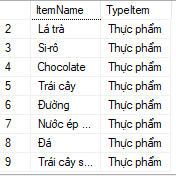 ItemName TypeItem
2 Lá trà Thực phẩm
3 Si-rô Thực phẩm
4 Chocolate Thực phẩm
5 Trái cây Thực phẩm
6 Đường Thực phẩm
7 Nước ép ... Thực phẩm
8 Đá Thực phẩm
9 Trái cây s... Thực phẩm